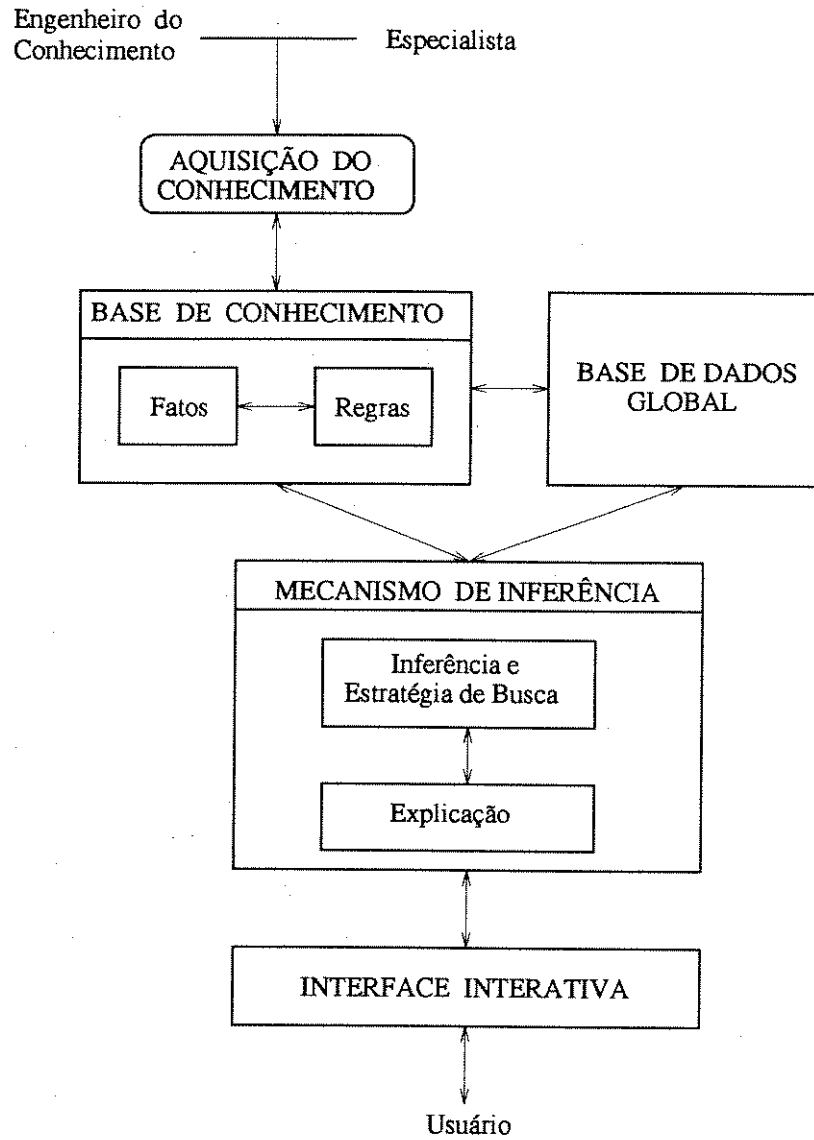 Engenheiro do
Conhecimento
Especialista
AQUISIÇÃO DO
CONHECIMENTO
BASE DE CONHECIMENTO
Fatos
Regras
BASE DE DADOS
GLOBAL
MECANISMO DE INFERÊNCIA
Inferência e
Estratégia de Busca
Explicação
INTERFACE INTERATIVA
Usuário